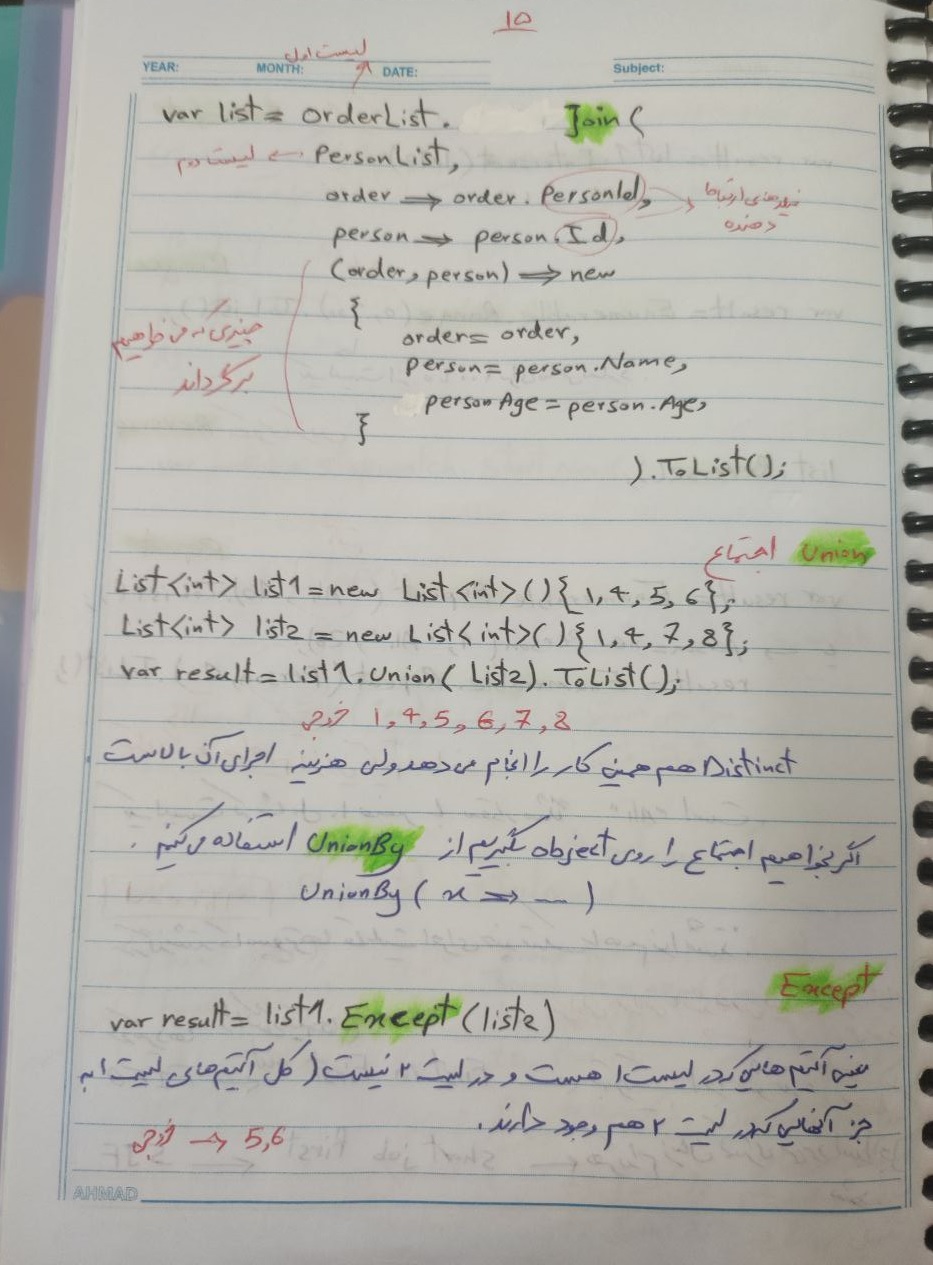 10
لیست اول
YEAR: MONTH: DATE: Subject:
var list = orderList. Join (
PersonList, ← لیست دوم
order => order.PersonId,
فیلدهای ارتباط
دهنده
person => person.Id,
(order, person) => new
{
چیزی که می خواهیم
order = order,
person = person.Name,
برگرداند
personAge = person.Age,
}
).ToList();
Union اجتماع
List<int> list1 = new List<int>(){1,4,5,6};
List<int> list2 = new List<int>(){1,4,7,8};
var result = list1.Union(List2).ToList();
خروجی 1,4,5,6,7,8
Distinct هم همین کار را انجام می دهد ولی هزینه اجرای آن بالاست.
اگر بخواهیم اجتماع را روی object بگیریم از UnionBy استفاده می کنیم.
UnionBy(x => ...)
Except
var result = list1.Except(list2)
یعنی آیتم هایی که در لیست ۱ هست و در لیست ۲ نیست (کل آیتم های لیست ۱ به
جز آنهایی که در لیست ۲ هم وجود دارند.
خروجی → 5,6
AHMAD